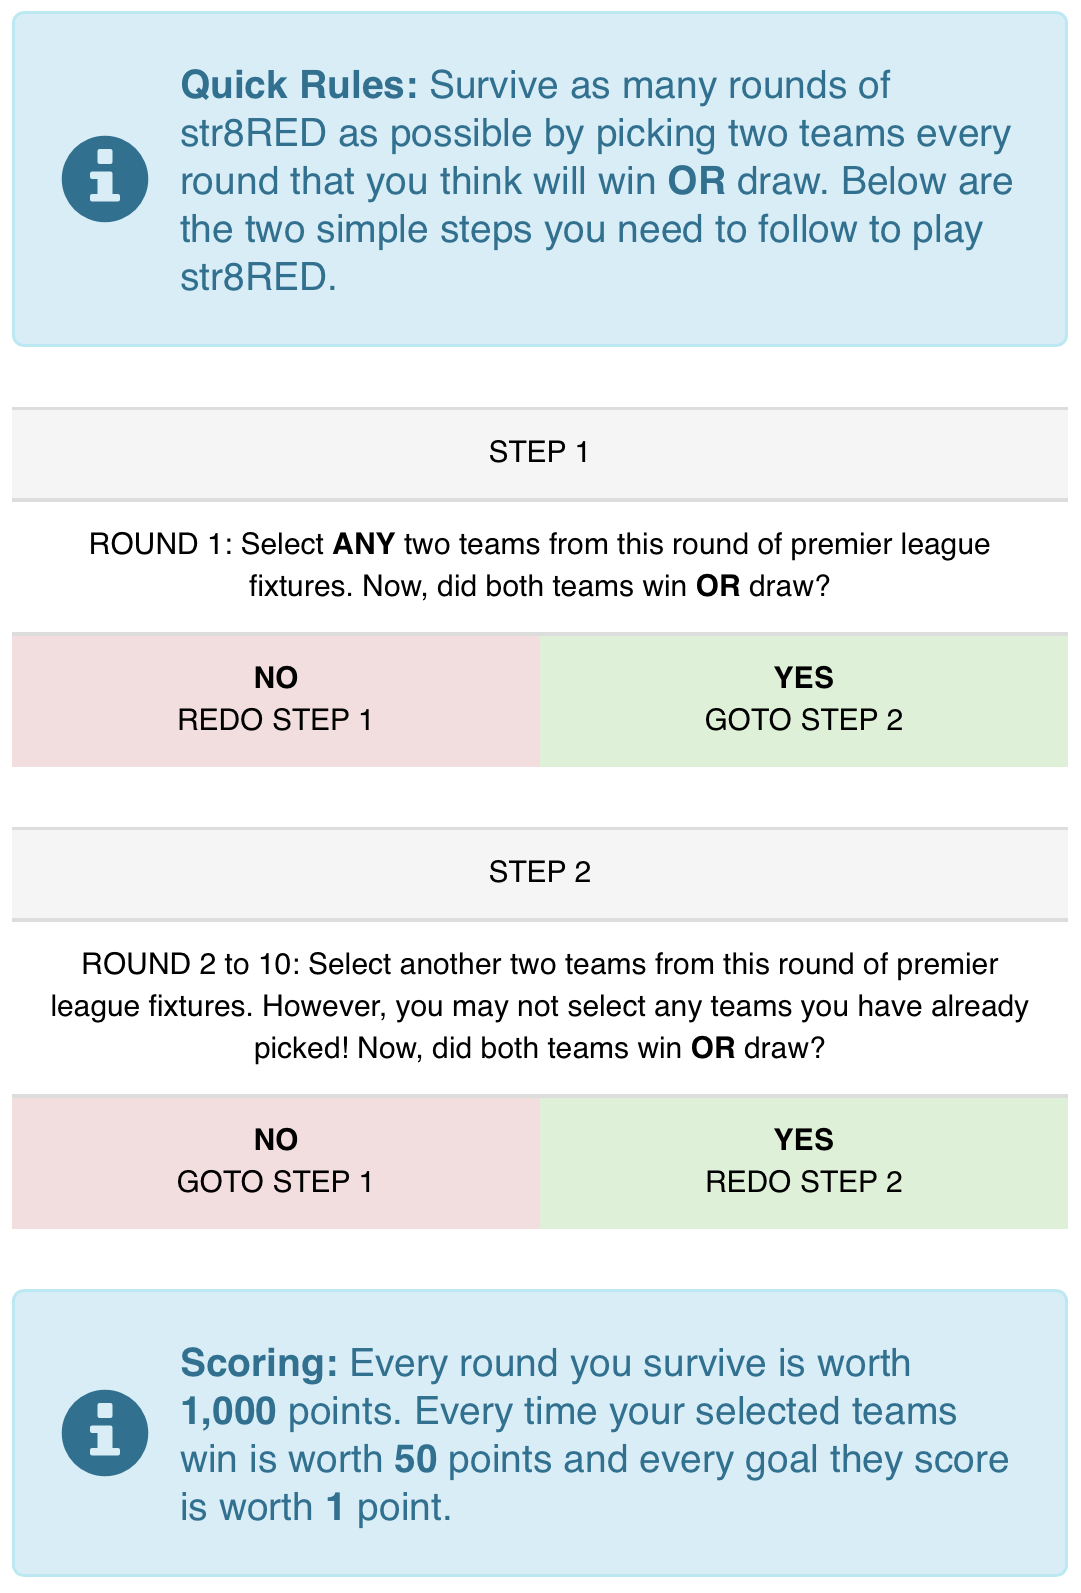 Quick Rules: Survive as many rounds of
str8RED as possible by picking two teams every
round that you think will win OR draw. Below are
the two simple steps you need to follow to play
str8RED.
STEP 1
ROUND 1: Select ANY two teams from this round of premier league
fixtures. Now, did both teams win OR draw?
NO
REDO STEP 1
YES
GOTO STEP 2
STEP 2
ROUND 2 to 10: Select another two teams from this round of premier
league fixtures. However, you may not select any teams you have already
picked! Now, did both teams win OR draw?
NO
GOTO STEP 1
YES
REDO STEP 2
Scoring: Every round you survive is worth
1,000 points. Every time your selected teams
win is worth 50 points and every goal they score
is worth 1 point.